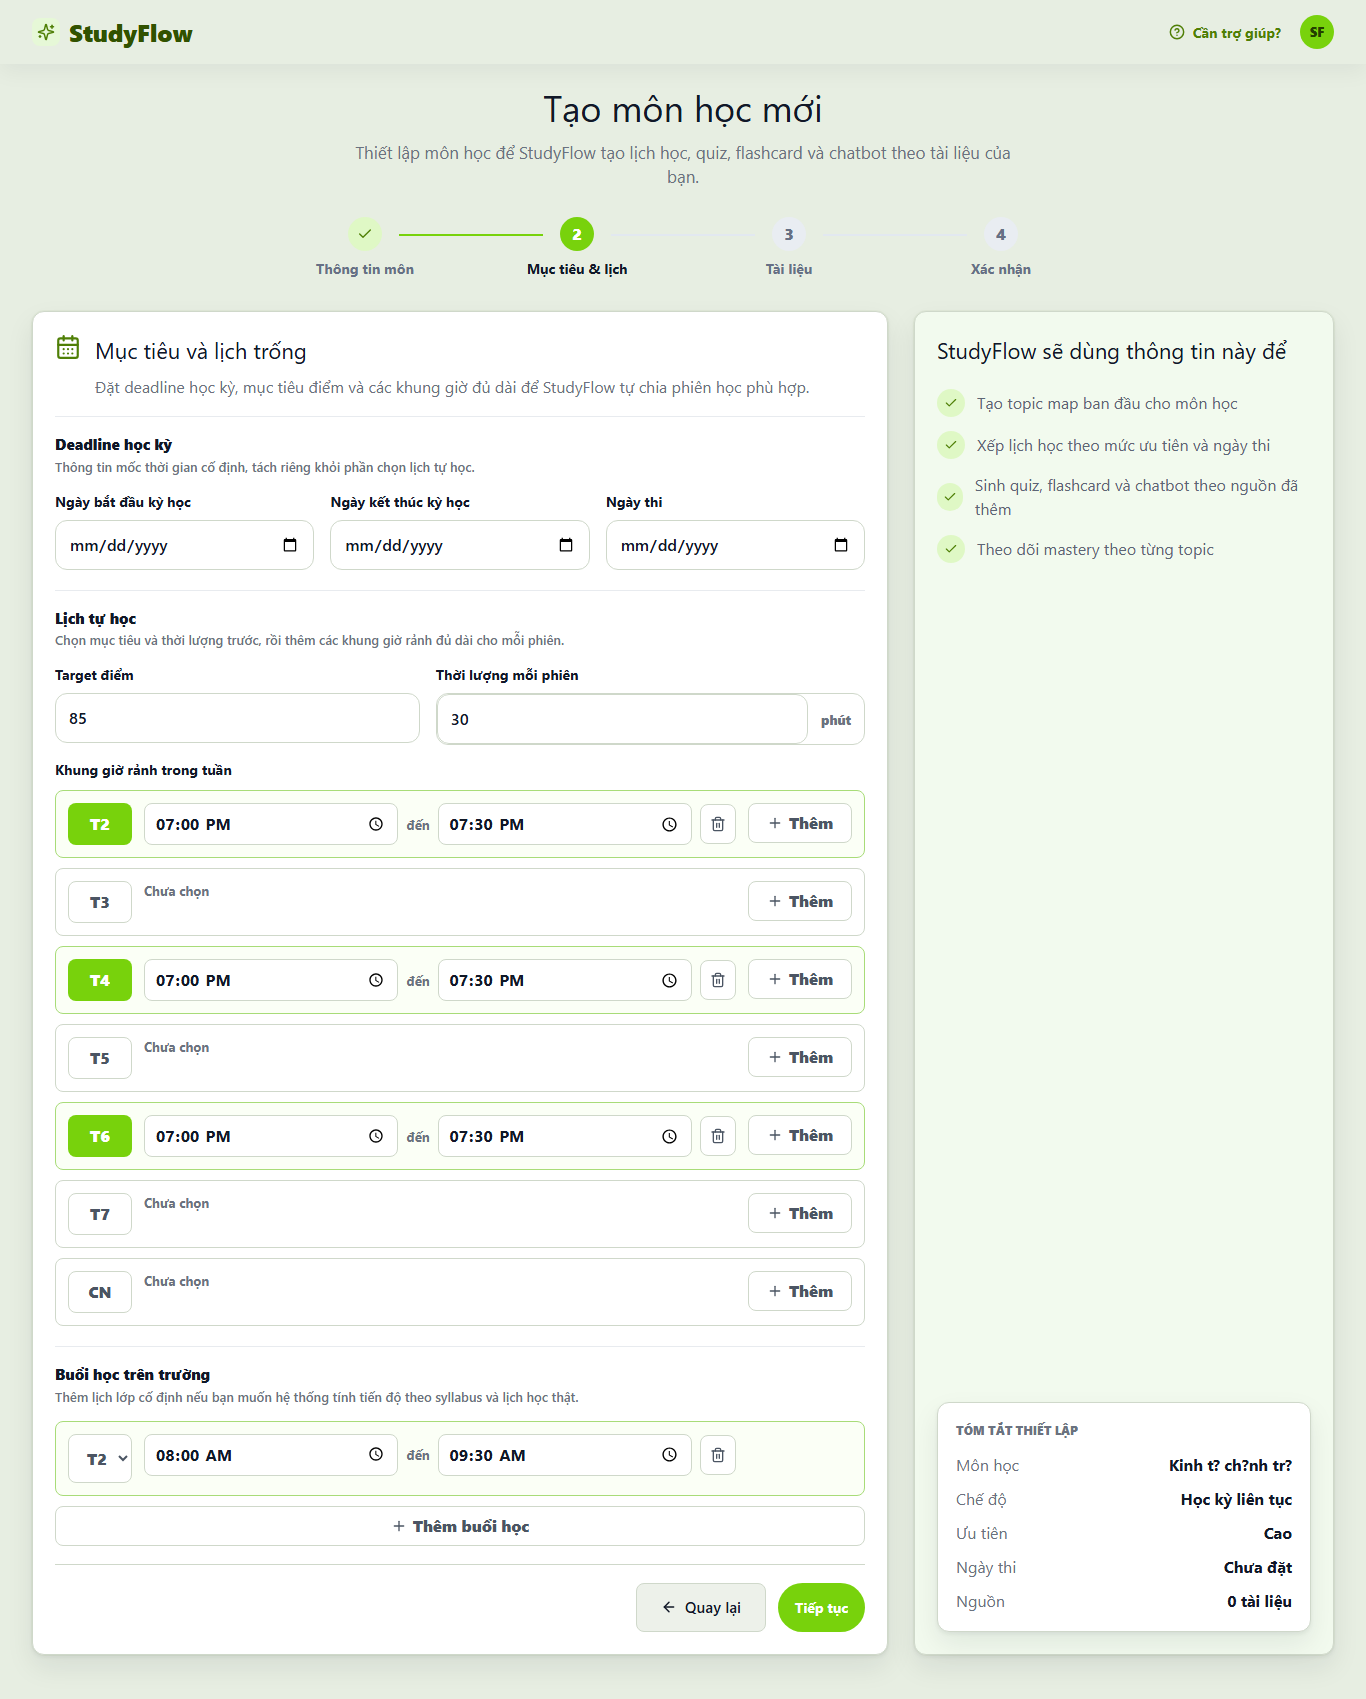 StudyFlow
Cần trợ giúp?
SF
Tạo môn học mới
Thiết lập môn học để StudyFlow tạo lịch học, quiz, flashcard và chatbot theo tài liệu của
bạn.
2
3
4
Thông tin môn
Mục tiêu & lịch
Tài liệu
Xác nhận
Mục tiêu và lịch trống
Đặt deadline học kỳ, mục tiêu điểm và các khung giờ đủ dài để StudyFlow tự chia phiên học phù hợp.
Deadline học kỳ
Thông tin mốc thời gian cố định, tách riêng khỏi phần chọn lịch tự học.
Ngày bắt đầu kỳ học
Ngày kết thúc kỳ học
Ngày thi
mm/dd/yyyy
mm/dd/yyyy
mm/dd/yyyy
Lịch tự học
Chọn mục tiêu và thời lượng trước, rồi thêm các khung giờ rảnh đủ dài cho mỗi phiên.
Target điểm
Thời lượng mỗi phiên
85
30
phút
Khung giờ rảnh trong tuần
T2
07:00 PM
đến
07:30 PM
+ Thêm
T3
Chưa chọn
+ Thêm
T4
07:00 PM
đến
07:30 PM
+ Thêm
T5
Chưa chọn
+ Thêm
T6
07:00 PM
đến
07:30 PM
+ Thêm
T7
Chưa chọn
+ Thêm
CN
Chưa chọn
+ Thêm
Buổi học trên trường
Thêm lịch lớp cố định nếu bạn muốn hệ thống tính tiến độ theo syllabus và lịch học thật.
T2
08:00 AM
đến
09:30 AM
+ Thêm buổi học
← Quay lại
Tiếp tục
StudyFlow sẽ dùng thông tin này để
Tạo topic map ban đầu cho môn học
Xếp lịch học theo mức ưu tiên và ngày thi
Sinh quiz, flashcard và chatbot theo nguồn đã
thêm
Theo dõi mastery theo từng topic
TÓM TẮT THIẾT LẬP
Môn học
Kinh t? ch?nh tr?
Chế độ
Học kỳ liên tục
Ưu tiên
Cao
Ngày thi
Chưa đặt
Nguồn
0 tài liệu